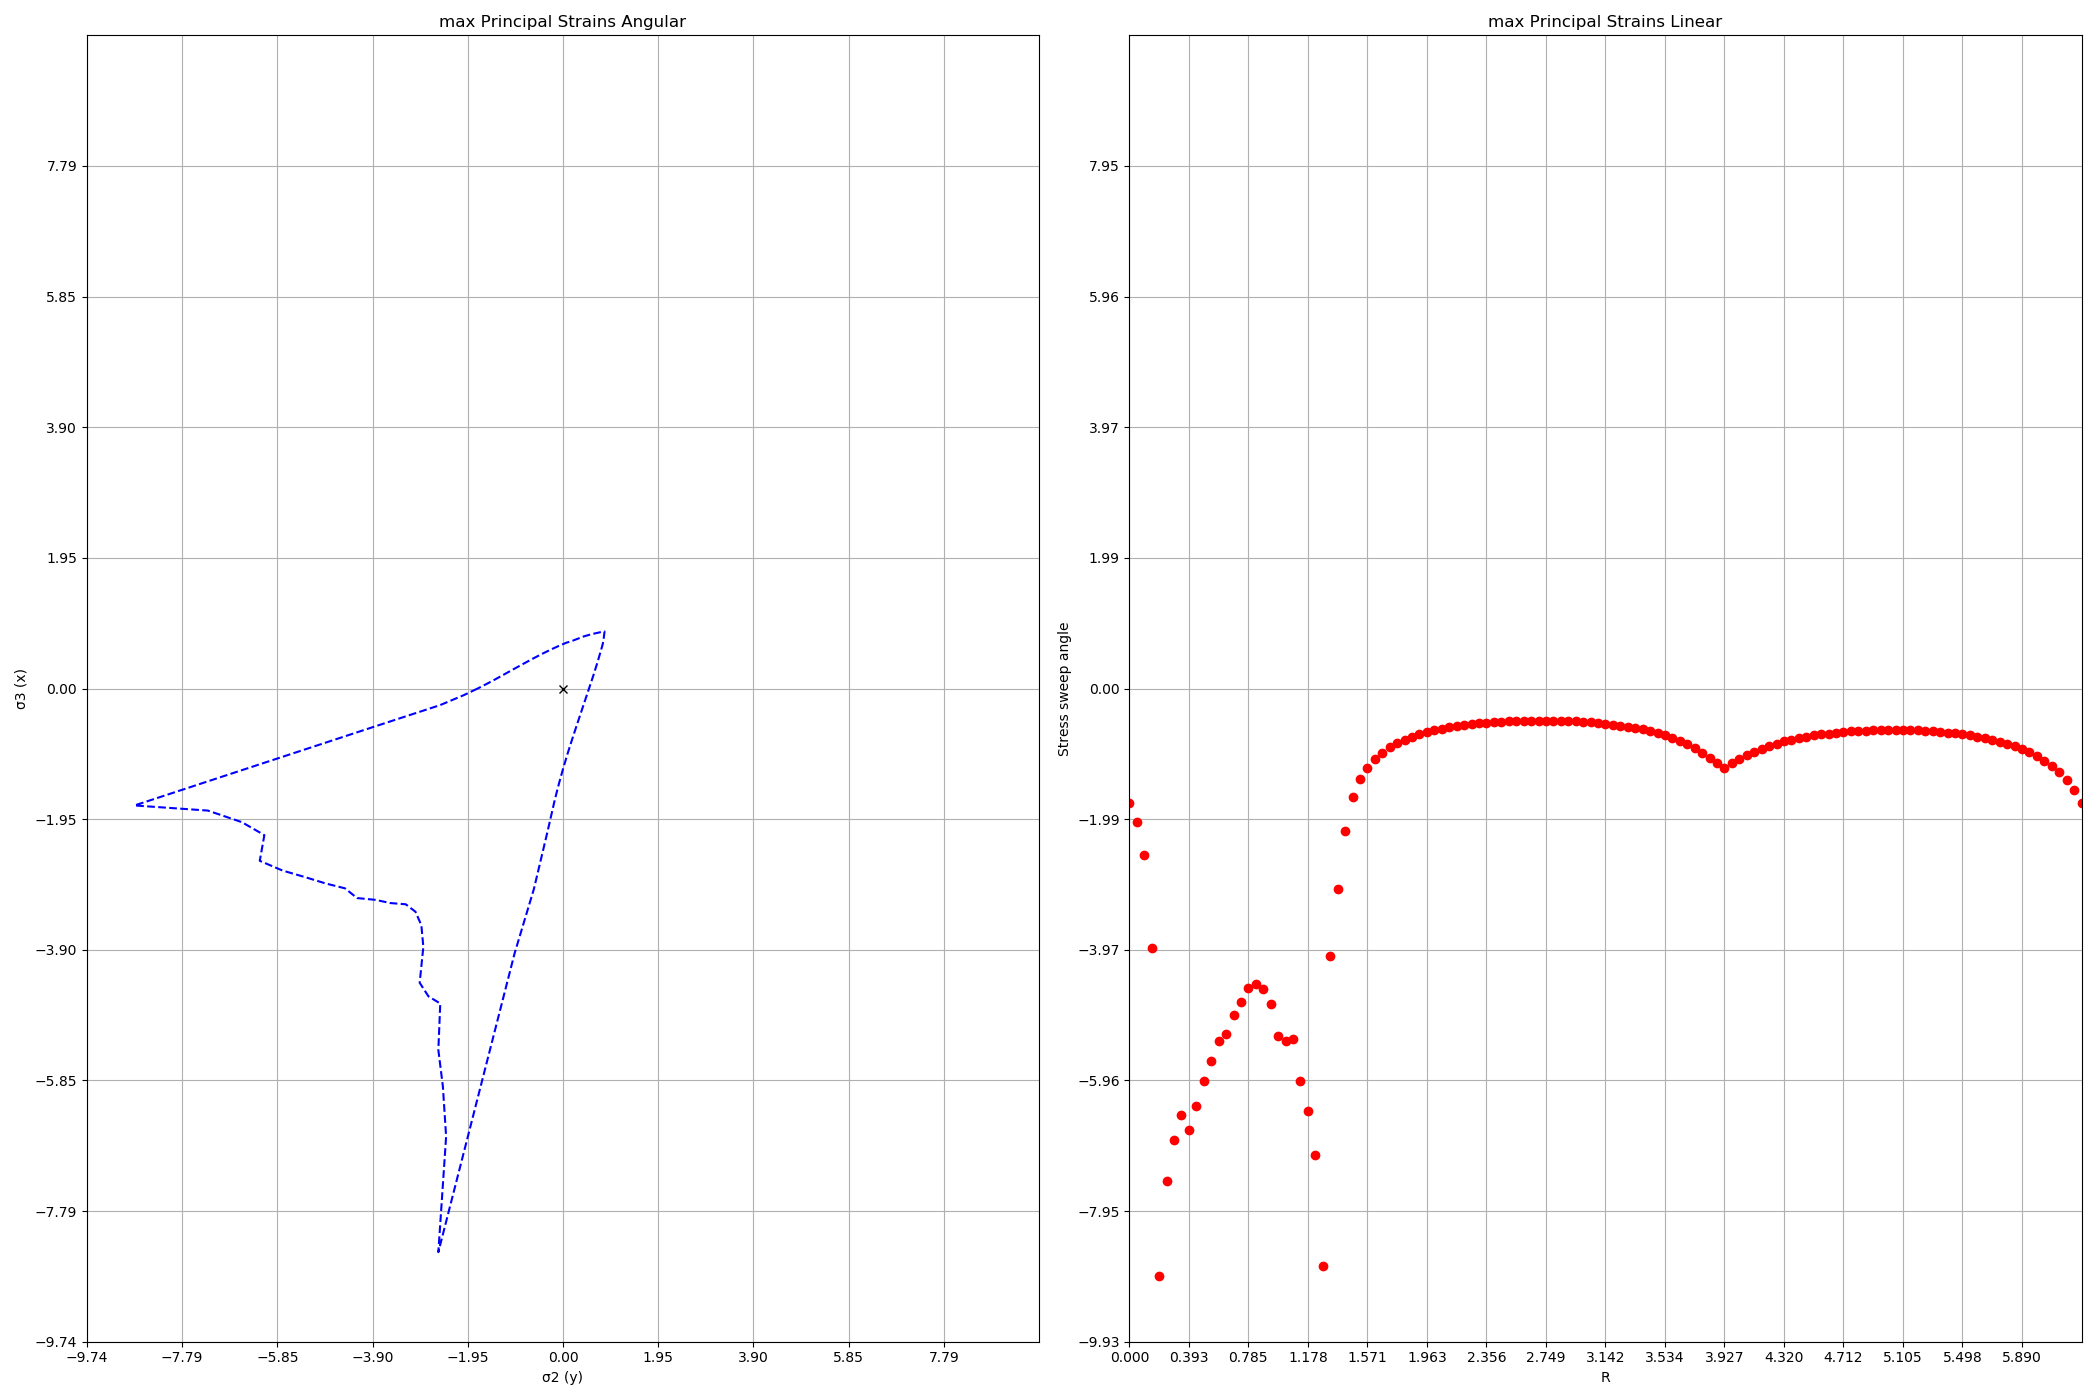 max Principal Strains Angular
7.79
5.85
3.90
1.95
0.00
−1.95
−3.90
−5.85
−7.79
−9.74
σ3 (x)
−9.74 −7.79 −5.85 −3.90 −1.95 0.00 1.95 3.90 5.85 7.79
σ2 (y)
max Principal Strains Linear
7.95
5.96
3.97
1.99
0.00
−1.99
−3.97
−5.96
−7.95
−9.93
Stress sweep angle
0.000 0.393 0.785 1.178 1.571 1.963 2.356 2.749 3.142 3.534 3.927 4.320 4.712 5.105 5.498 5.890
R